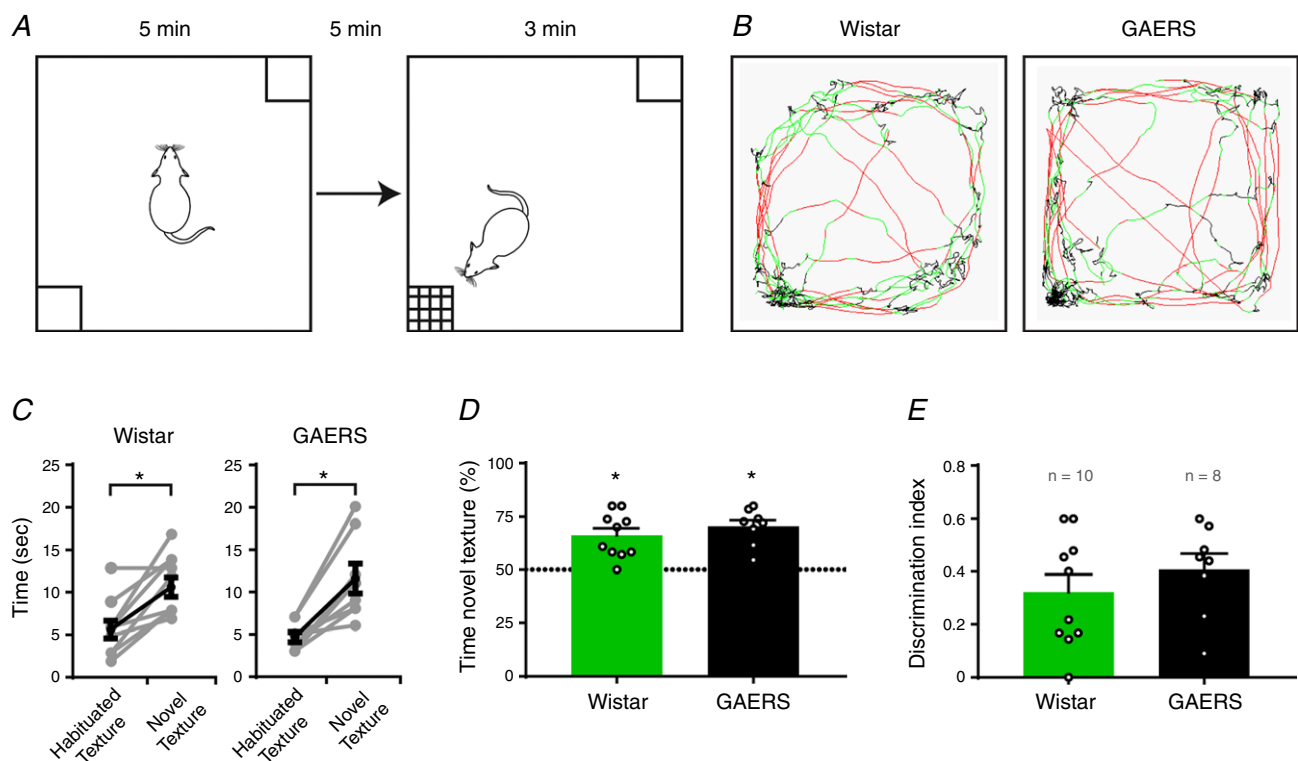 A
5 min
5 min
3 min
B
Wistar
GAERS
C
Wistar
GAERS
Time (sec)
25
20
15
10
5
0
*
Habituated
Texture
Novel
Texture
25
20
15
10
5
0
*
Habituated
Texture
Novel
Texture
D
Time novel texture (%)
100
75
50
25
0
*
*
Wistar
GAERS
E
Discrimination index
0.8
0.6
0.4
0.2
0
n = 10
n = 8
Wistar
GAERS